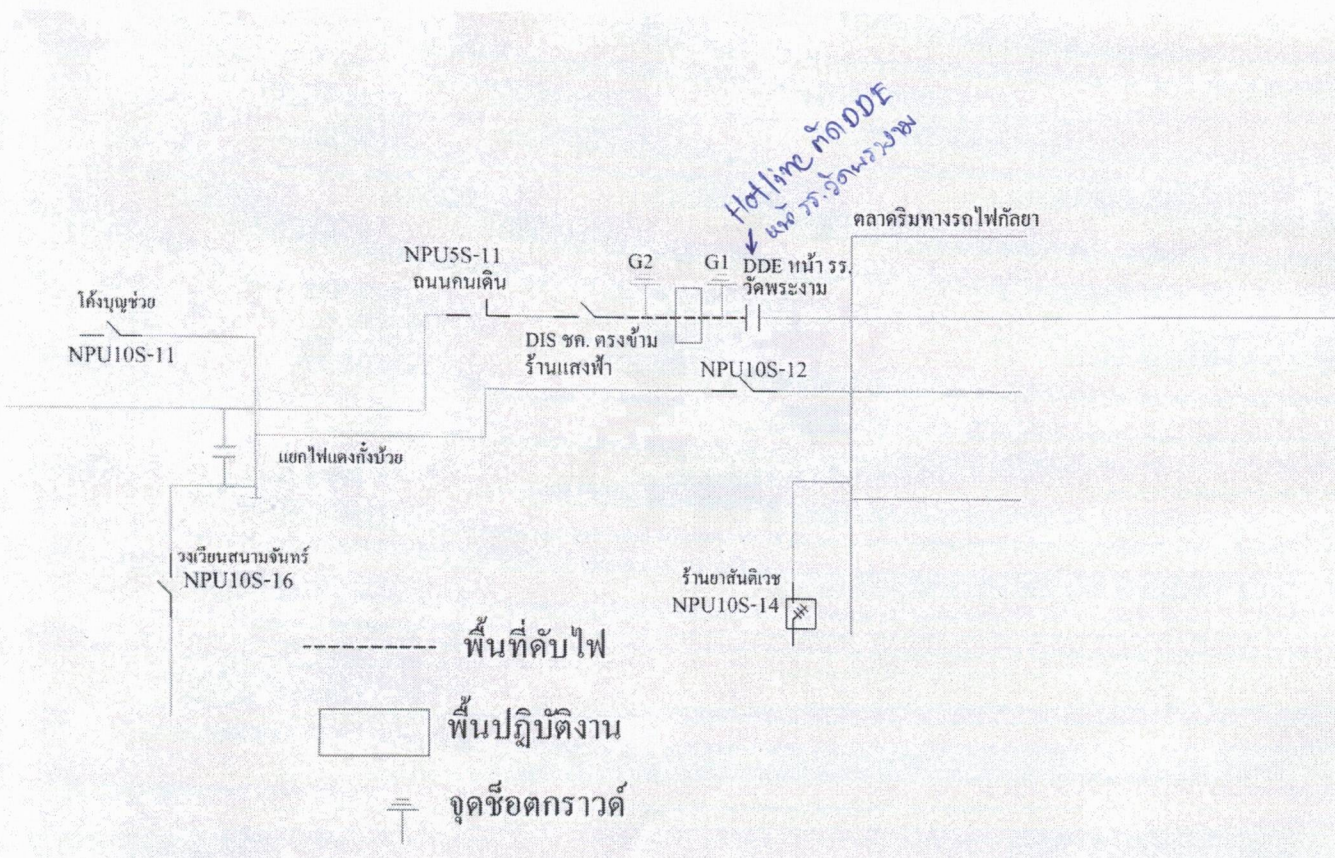 Hotline ตัดDDE
หน้า รร.วัดพระงาม
ตลาดริมทางรถไฟกัลยา
NPU5S-11
ถนนคนเดิน
G2
G1
DDE หน้า รร.
วัดพระงาม
โค้งบุญช่วย
NPU10S-11
DIS ชค. ตรงข้าม
ร้านแสงฟ้า
NPU10S-12
แยกไฟแดงกั๋งป้วย
วงเวียนสนามจันทร์
NPU10S-16
ร้านยาสันติเวช
NPU10S-14
พื้นที่ดับไฟ
พื้นปฎิบัติงาน
จุดช็อตกราวด์